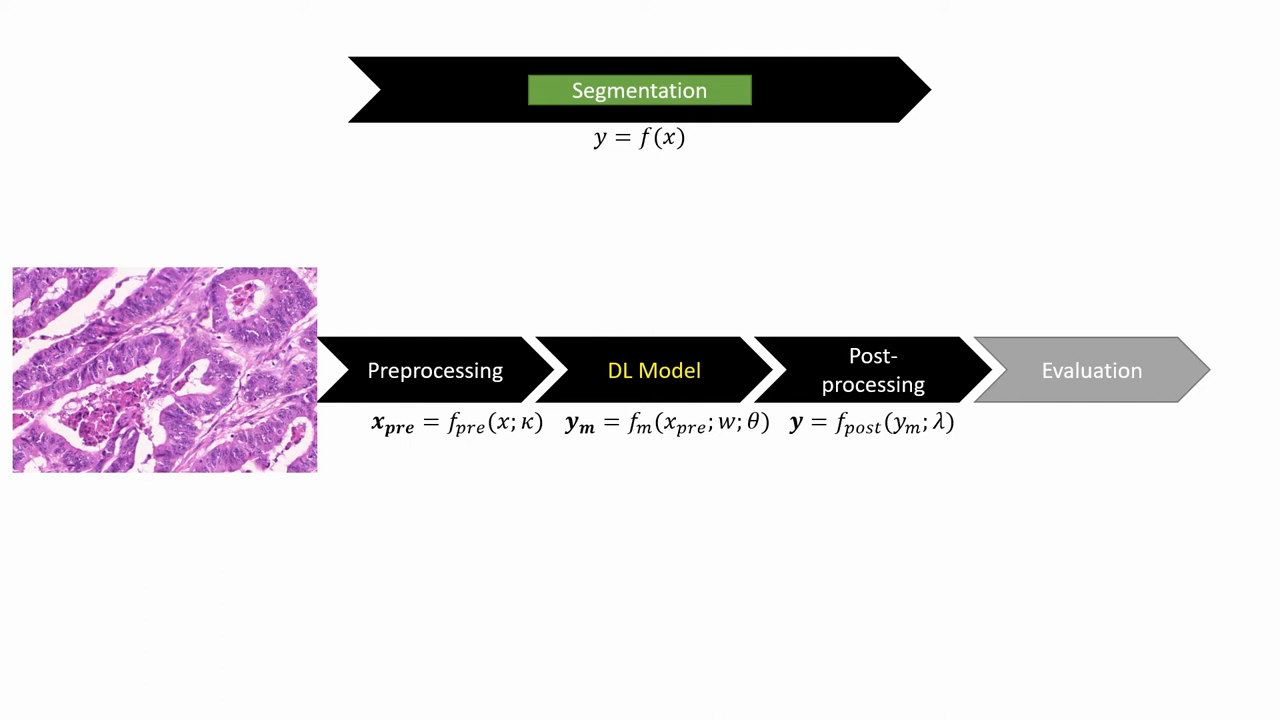 Segmentation
y = f(x)
Preprocessing
DL Model
Post-
processing
Evaluation
x_pre = f_pre(x; κ)
y_m = f_m(x_pre; w; θ)
y = f_post(y_m; λ)